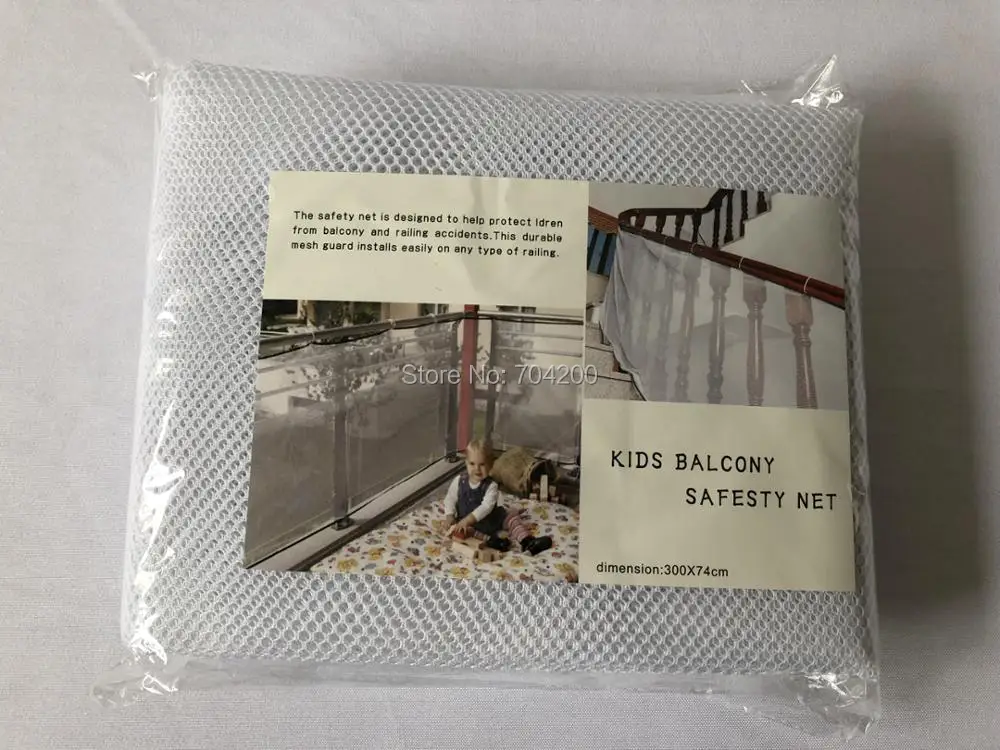 The safety net is designed to help protect ldren
from balcony and railing accidents.This durable
mesh guard installs easily on any type of railing.
Store No: 704200
KIDS BALCONY
SAFESTY NET
dimension:300X74cm